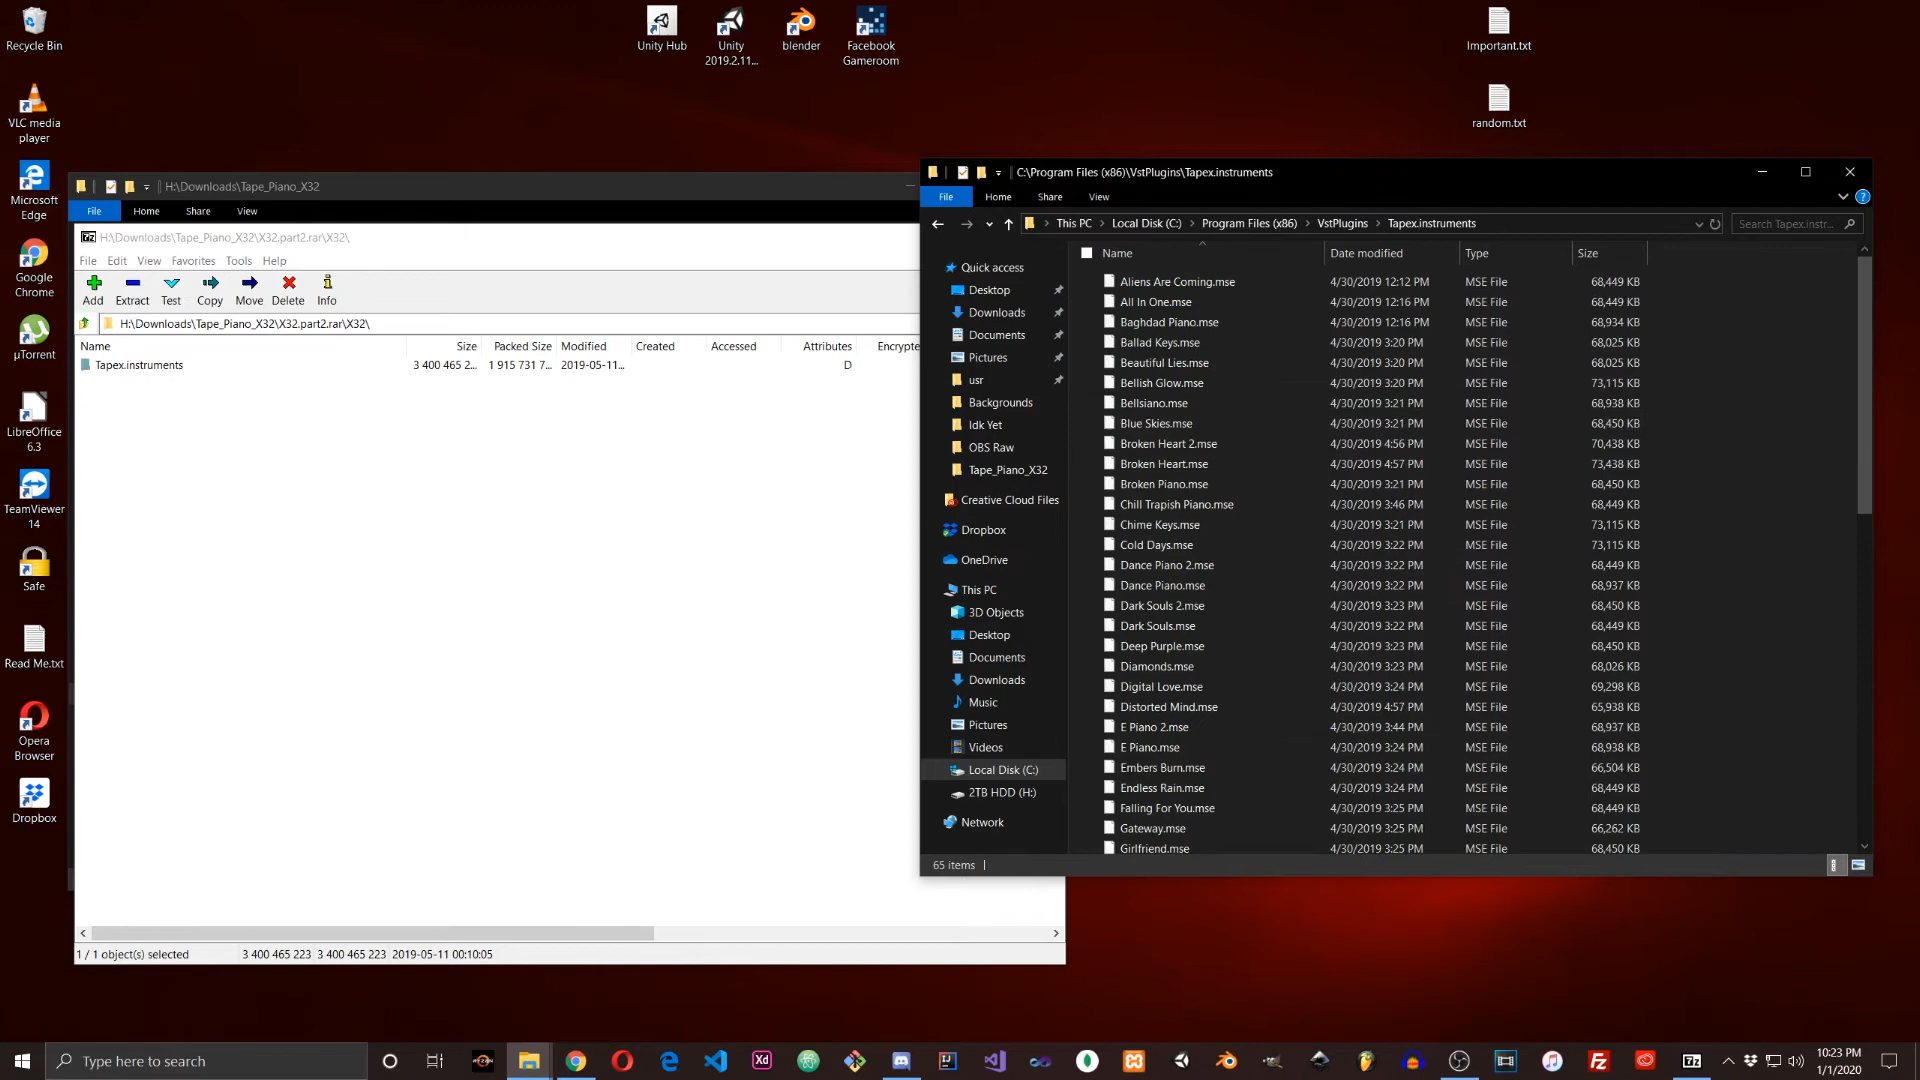 Recycle Bin
VLC media
player
Microsoft
Edge
Google
Chrome
µTorrent
LibreOffice
6.3
TeamViewer
14
Safe
Read Me.txt
Opera
Browser
Dropbox
Unity Hub
Unity
2019.2.11...
blender
Facebook
Gameroom
Important.txt
random.txt
H:\Downloads\Tape_Piano_X32
File Home Share View
7z H:\Downloads\Tape_Piano_X32\X32.part2.rar\X32\
File Edit View Favorites Tools Help
Add Extract Test Copy Move Delete Info
H:\Downloads\Tape_Piano_X32\X32.part2.rar\X32\
Name Size Packed Size Modified Created Accessed Attributes Encrypte
Tapex.instruments 3 400 465 2... 1 915 731 7... 2019-05-11... D
1 / 1 object(s) selected 3 400 465 223 3 400 465 223 2019-05-11 00:10:05
C:\Program Files (x86)\VstPlugins\Tapex.instruments
File Home Share View
This PC Local Disk (C:) Program Files (x86) VstPlugins Tapex.instruments Search Tapex.instr...
Quick access
Desktop
Downloads
Documents
Pictures
usr
Backgrounds
Idk Yet
OBS Raw
Tape_Piano_X32
Creative Cloud Files
Dropbox
OneDrive
This PC
3D Objects
Desktop
Documents
Downloads
Music
Pictures
Videos
Local Disk (C:)
2TB HDD (H:)
Network
Name Date modified Type Size
Aliens Are Coming.mse 4/30/2019 12:12 PM MSE File 68,449 KB
All In One.mse 4/30/2019 12:16 PM MSE File 68,449 KB
Baghdad Piano.mse 4/30/2019 12:16 PM MSE File 68,934 KB
Ballad Keys.mse 4/30/2019 3:20 PM MSE File 68,025 KB
Beautiful Lies.mse 4/30/2019 3:20 PM MSE File 68,025 KB
Bellish Glow.mse 4/30/2019 3:20 PM MSE File 73,115 KB
Bellsiano.mse 4/30/2019 3:21 PM MSE File 68,938 KB
Blue Skies.mse 4/30/2019 3:21 PM MSE File 68,450 KB
Broken Heart 2.mse 4/30/2019 4:56 PM MSE File 70,438 KB
Broken Heart.mse 4/30/2019 4:57 PM MSE File 73,438 KB
Broken Piano.mse 4/30/2019 3:21 PM MSE File 68,450 KB
Chill Trapish Piano.mse 4/30/2019 3:46 PM MSE File 68,449 KB
Chime Keys.mse 4/30/2019 3:21 PM MSE File 73,115 KB
Cold Days.mse 4/30/2019 3:22 PM MSE File 73,115 KB
Dance Piano 2.mse 4/30/2019 3:22 PM MSE File 68,449 KB
Dance Piano.mse 4/30/2019 3:22 PM MSE File 68,937 KB
Dark Souls 2.mse 4/30/2019 3:23 PM MSE File 68,450 KB
Dark Souls.mse 4/30/2019 3:22 PM MSE File 68,449 KB
Deep Purple.mse 4/30/2019 3:23 PM MSE File 68,450 KB
Diamonds.mse 4/30/2019 3:23 PM MSE File 68,026 KB
Digital Love.mse 4/30/2019 3:24 PM MSE File 69,298 KB
Distorted Mind.mse 4/30/2019 4:57 PM MSE File 65,938 KB
E Piano 2.mse 4/30/2019 3:44 PM MSE File 68,937 KB
E Piano.mse 4/30/2019 3:24 PM MSE File 68,938 KB
Embers Burn.mse 4/30/2019 3:24 PM MSE File 66,504 KB
Endless Rain.mse 4/30/2019 3:24 PM MSE File 68,449 KB
Falling For You.mse 4/30/2019 3:25 PM MSE File 68,449 KB
Gateway.mse 4/30/2019 3:25 PM MSE File 66,262 KB
Girlfriend.mse 4/30/2019 3:25 PM MSE File 68,450 KB
65 items
Type here to search RYZEN Xd IJ Fz 7z 10:23 PM
1/1/2020